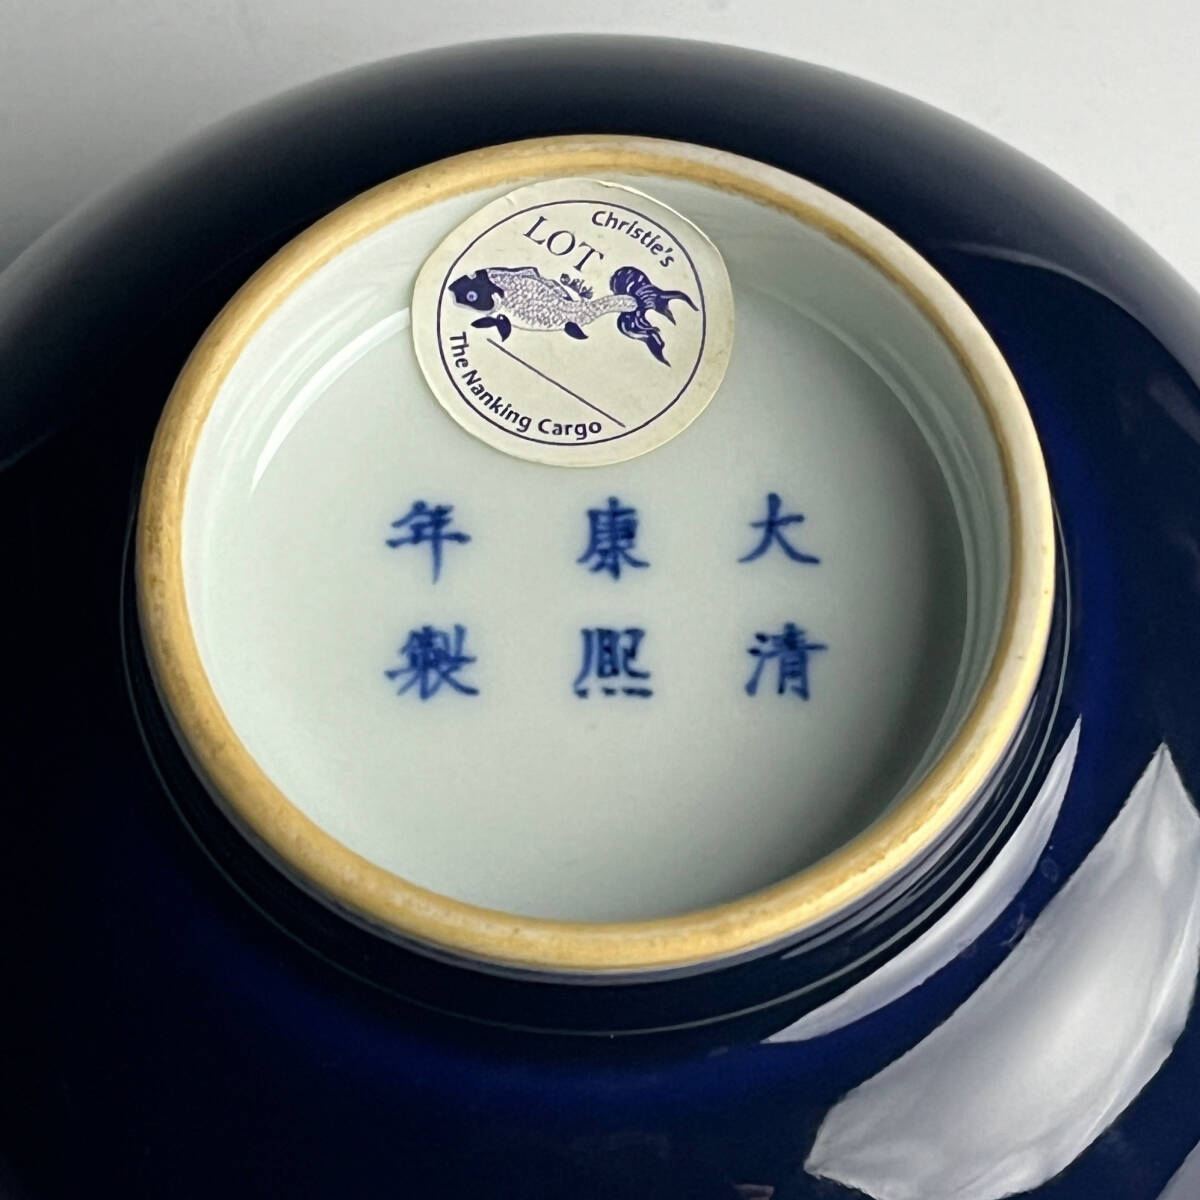 Christie's
LOT
The Nanking Cargo
大清
康熙
年製